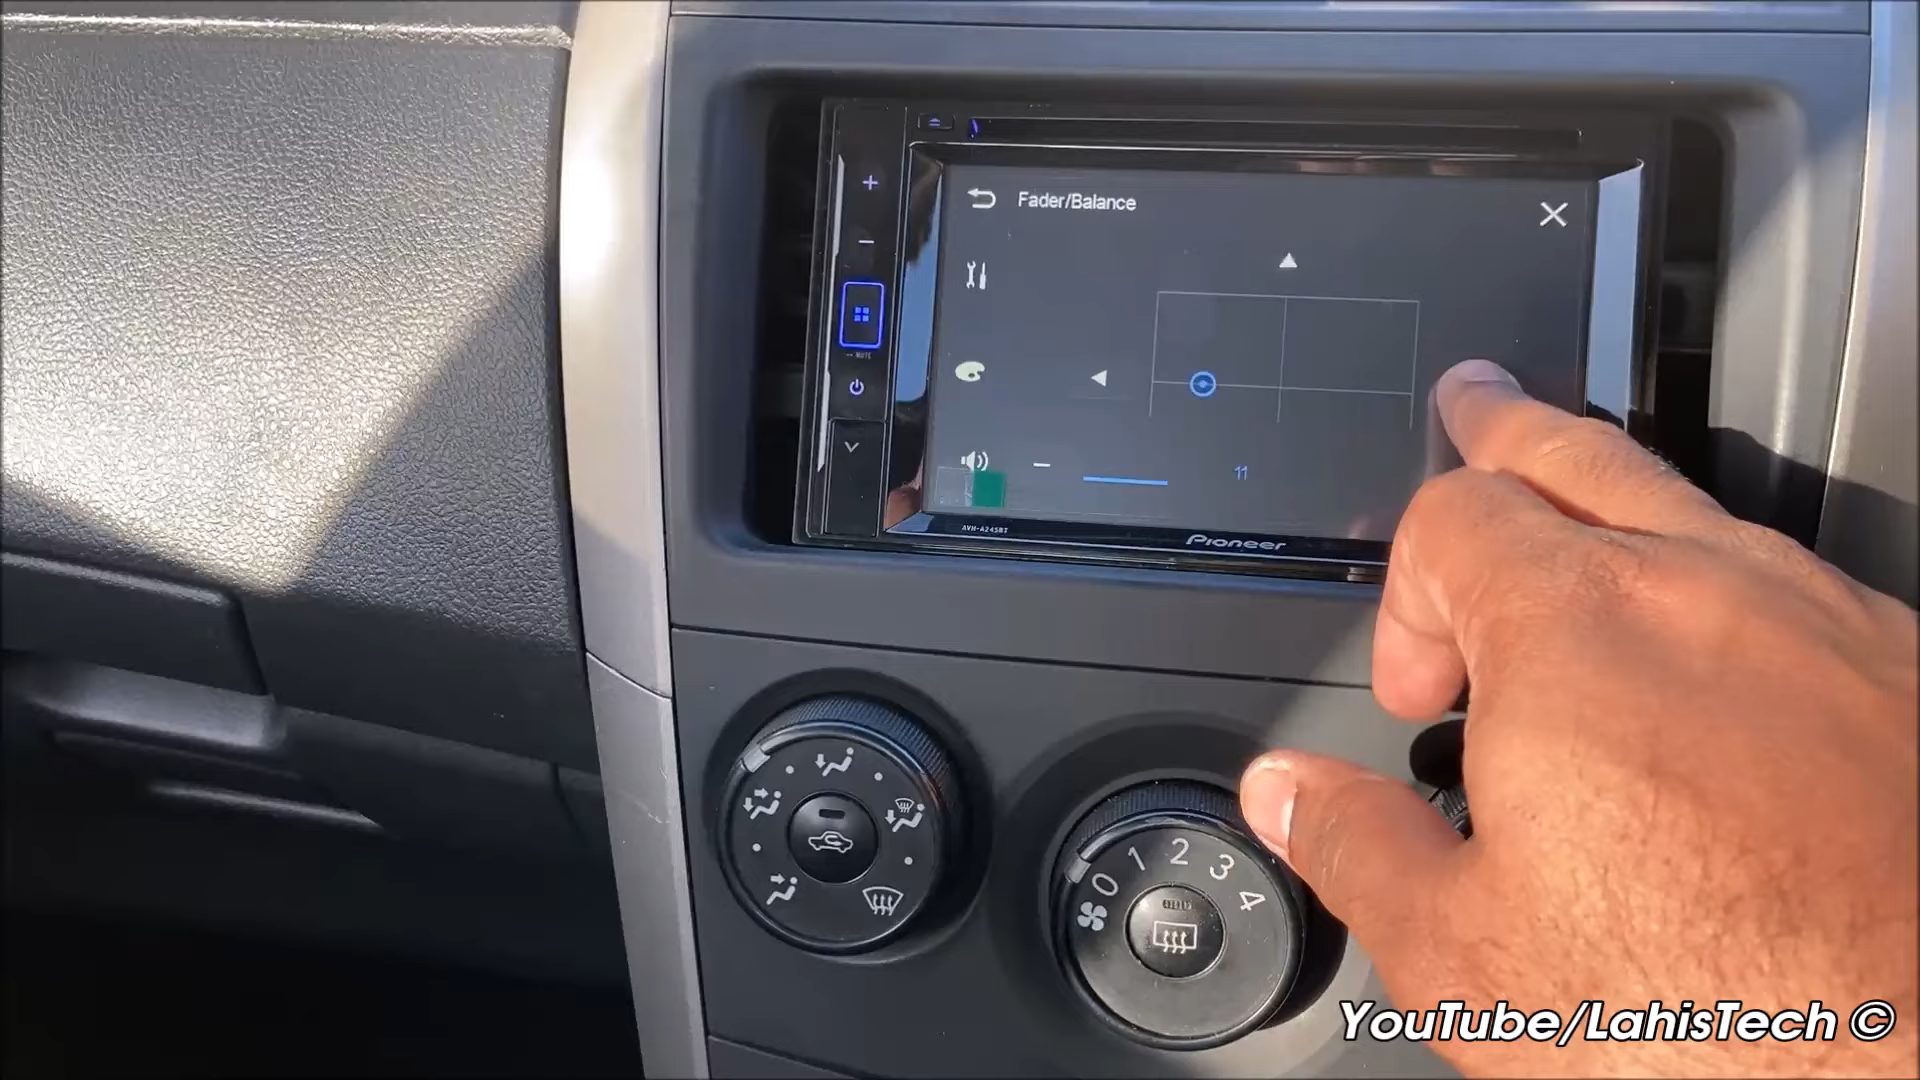 Fader/Balance
MUTE
11
AVH-A245BT
Pioneer
0 1 2 3 4
YouTube/LahisTech ©